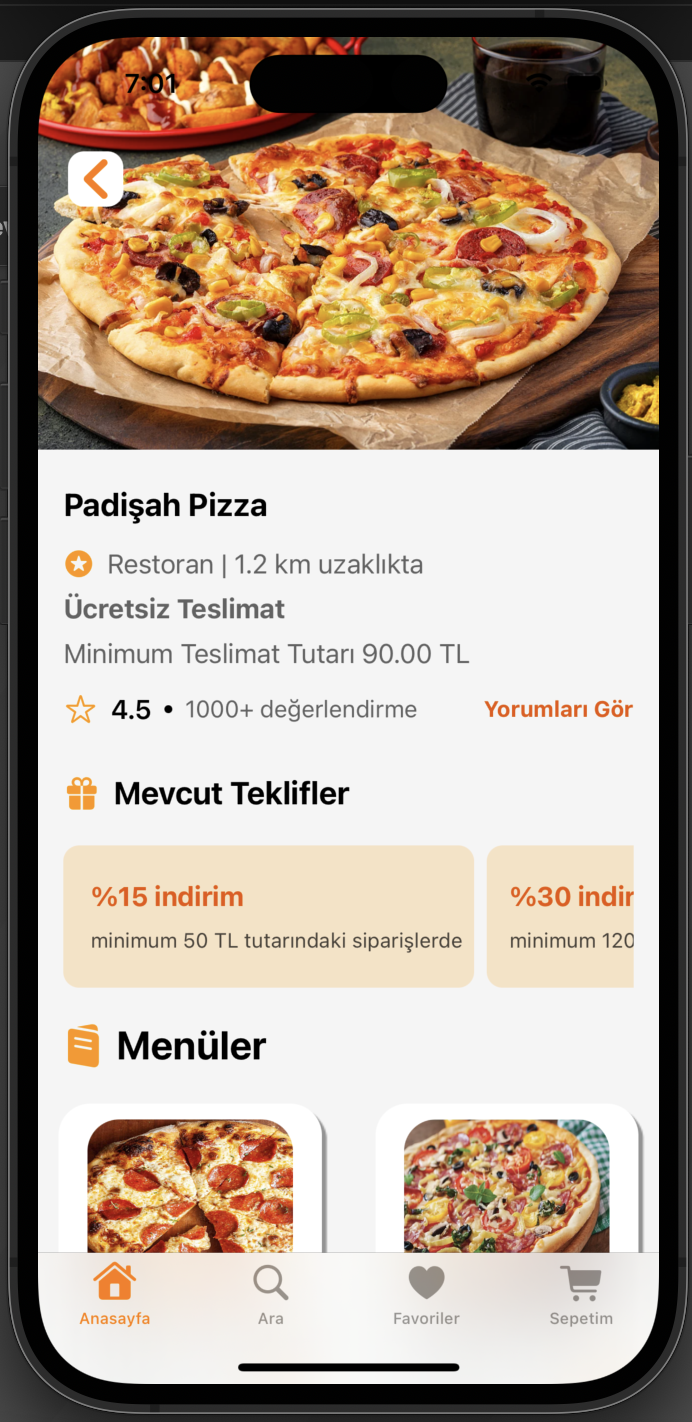 7:01
Padişah Pizza
Restoran | 1.2 km uzaklıkta
Ücretsiz Teslimat
Minimum Teslimat Tutarı 90.00 TL
4.5 • 1000+ değerlendirme Yorumları Gör
Mevcut Teklifler
%15 indirim
minimum 50 TL tutarındaki siparişlerde
%30 indir
minimum 120
Menüler
Anasayfa Ara Favoriler Sepetim